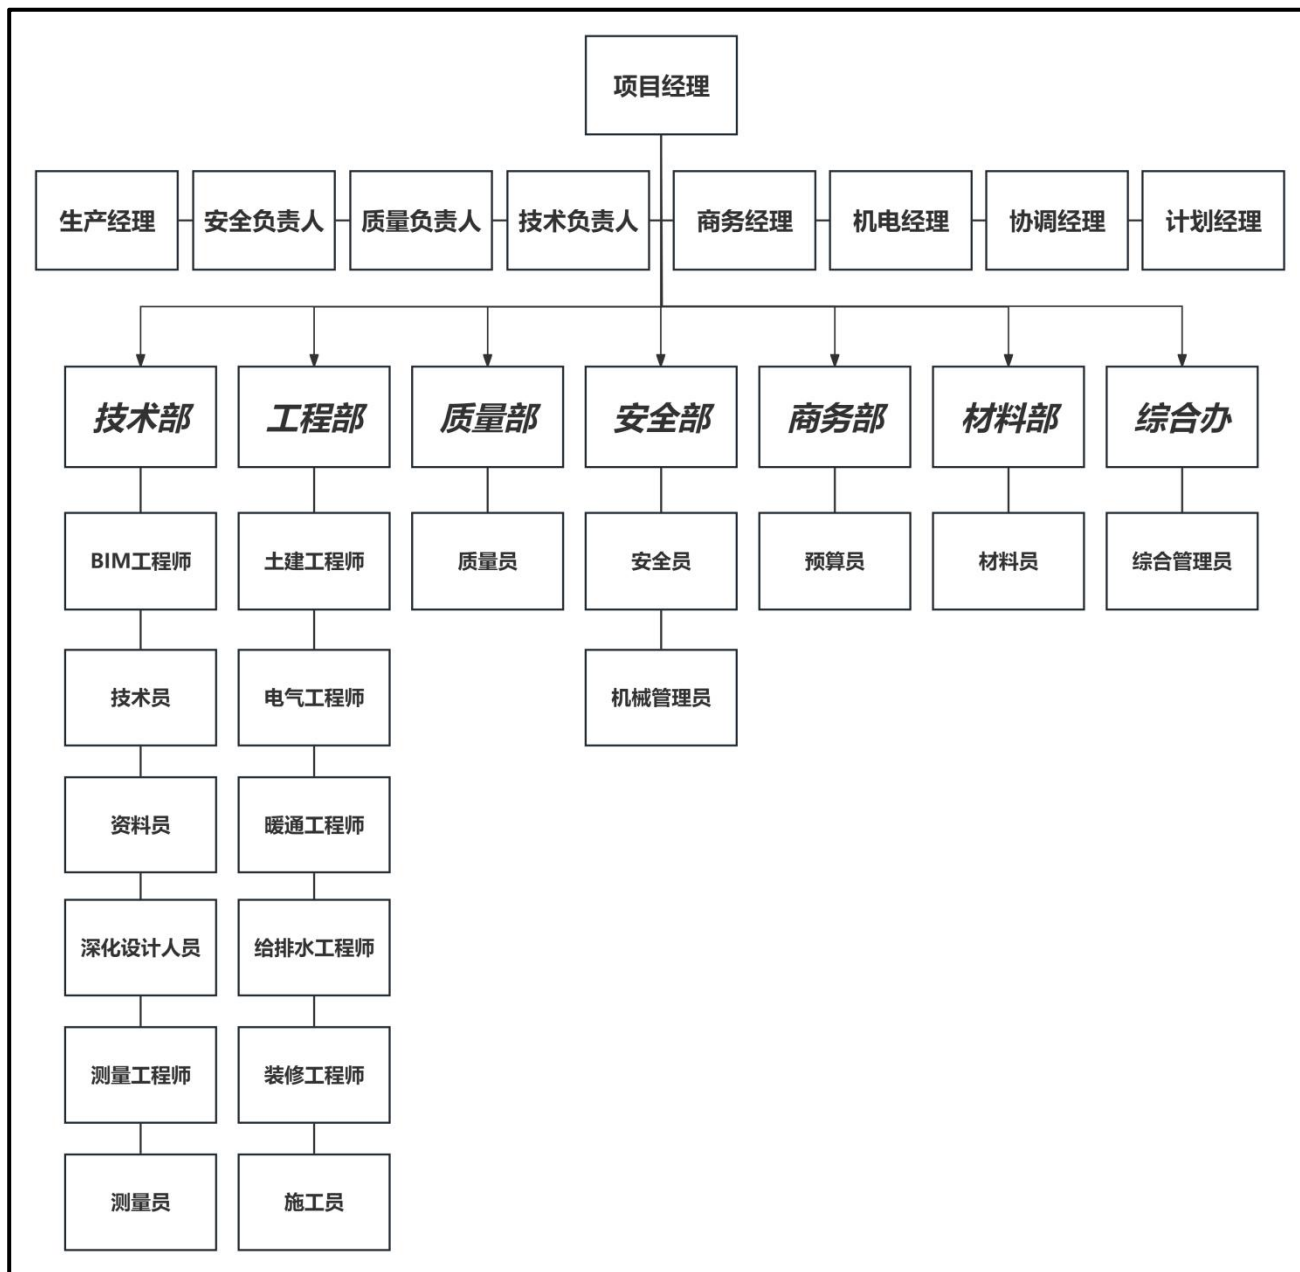 项目经理
生产经理
安全负责人
质量负责人
技术负责人
商务经理
机电经理
协调经理
计划经理
技术部
工程部
质量部
安全部
商务部
材料部
综合办
BIM工程师
土建工程师
质量员
安全员
预算员
材料员
综合管理员
技术员
电气工程师
机械管理员
资料员
暖通工程师
深化设计人员
给排水工程师
测量工程师
装修工程师
测量员
施工员